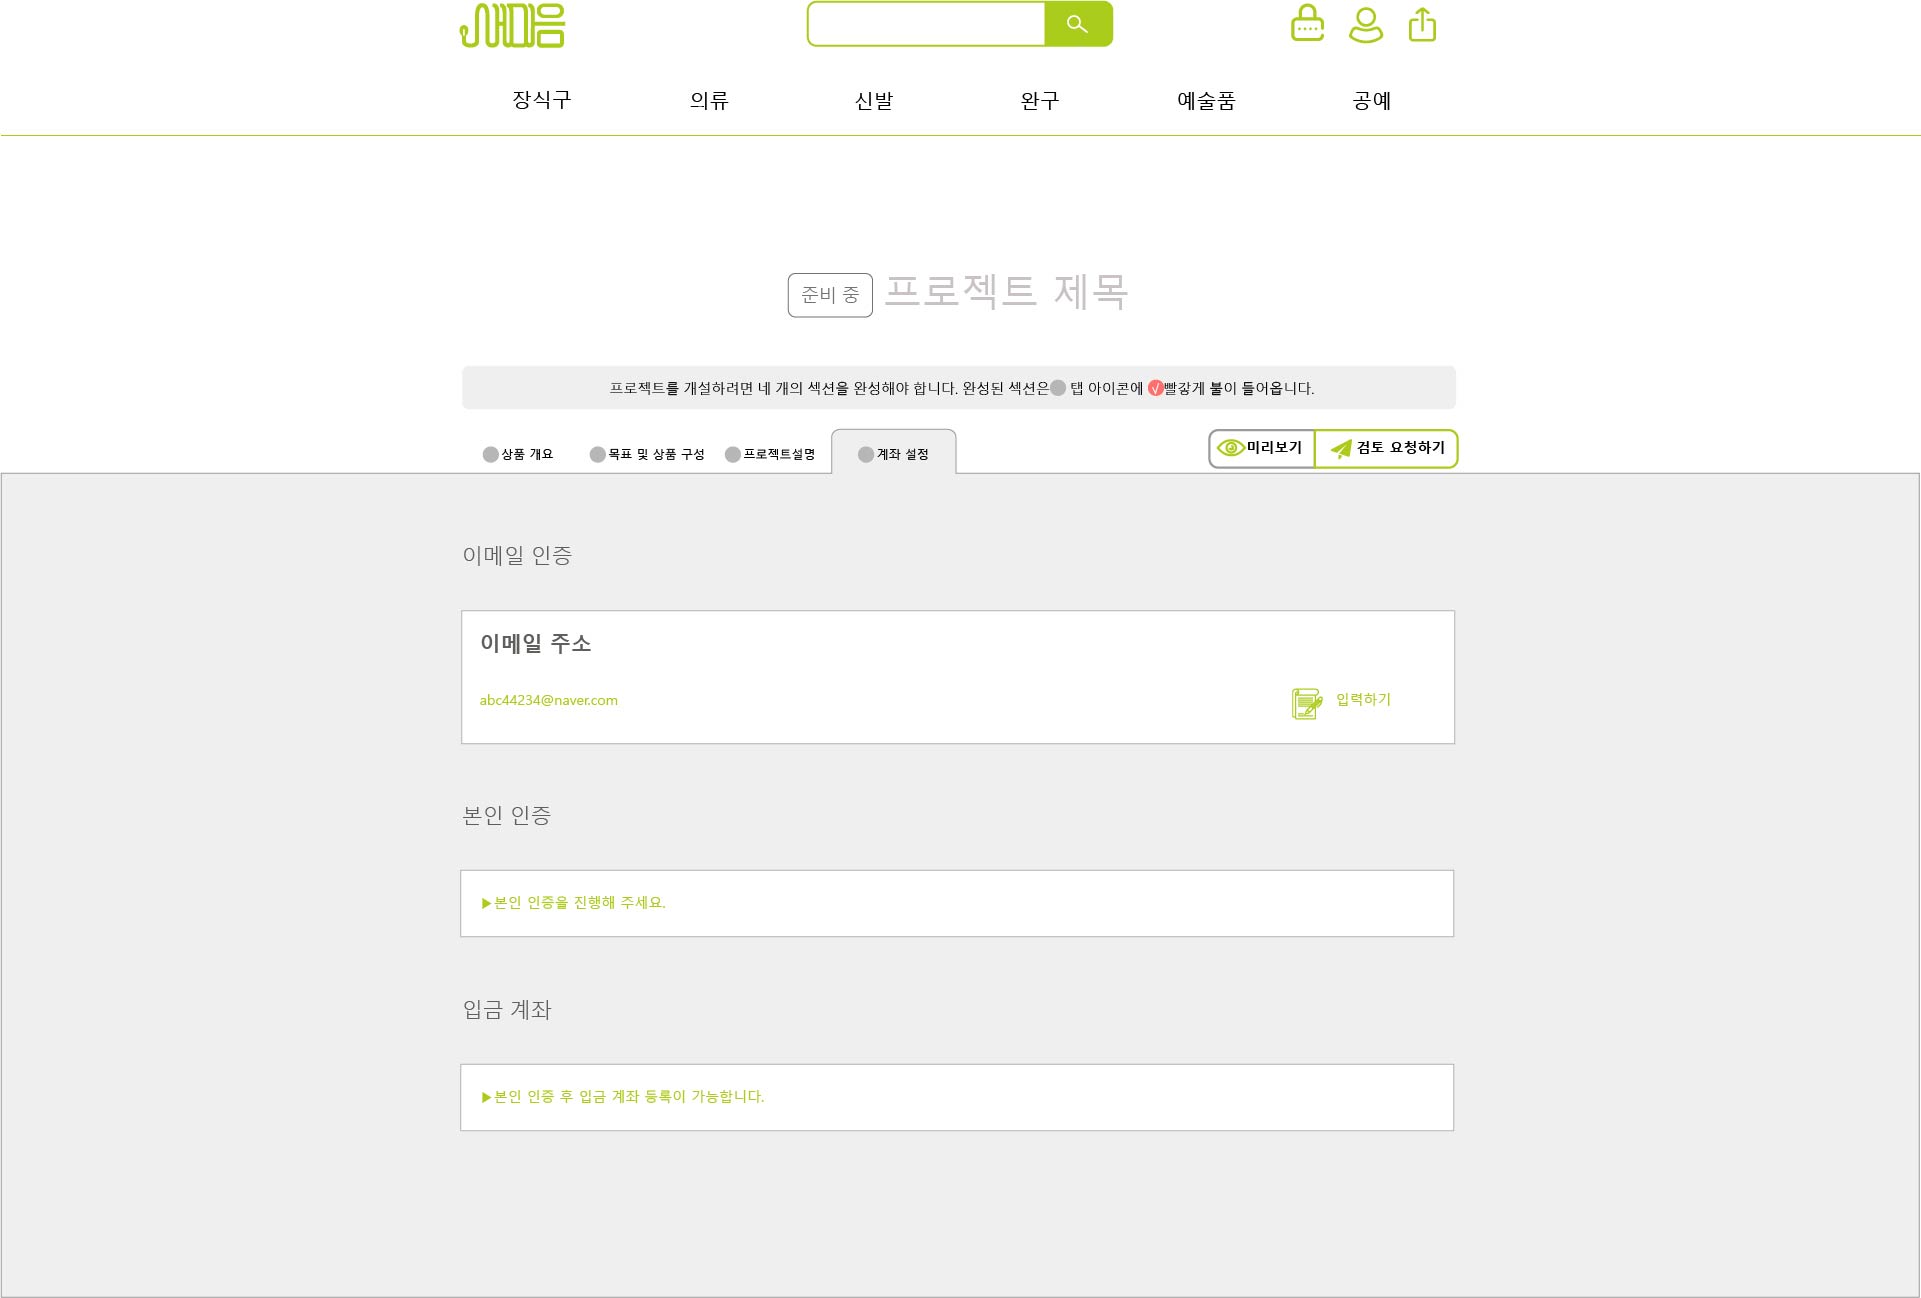 새마음
장식구 의류 신발 완구 예술품 공예
준비 중 프로젝트 제목
프로젝트를 개설하려면 네 개의 섹션을 완성해야 합니다. 완성된 섹션은 탭 아이콘에 √빨갛게 불이 들어옵니다.
상품 개요 목표 및 상품 구성 프로젝트설명 계좌 설정 미리보기 검토 요청하기
이메일 인증
이메일 주소
abc44234@naver.com 입력하기
본인 인증
▶본인 인증을 진행해 주세요.
입금 계좌
▶본인 인증 후 입금 계좌 등록이 가능합니다.